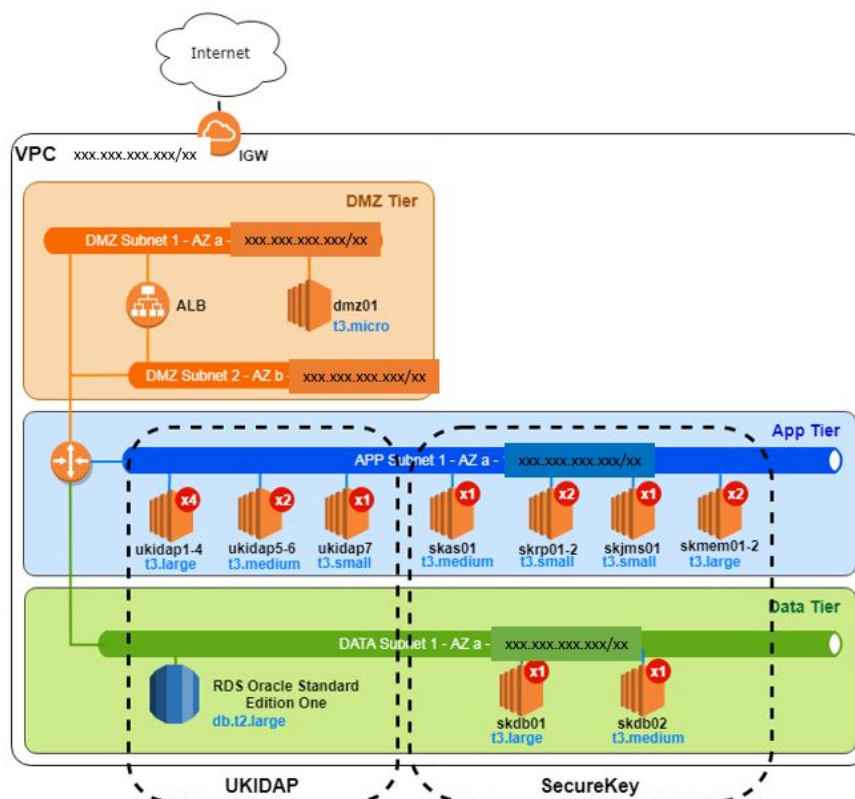 Internet
VPC xxx.xxx.xxx.xxx/xx
IGW
DMZ Tier
DMZ Subnet 1 - AZ a - xxx.xxx.xxx.xxx/xx
ALB
dmz01
t3.micro
DMZ Subnet 2 - AZ b - xxx.xxx.xxx.xxx/xx
App Tier
APP Subnet 1 - AZ a - xxx.xxx.xxx.xxx/xx
x4
x2
x1
x1
x2
x1
x2
ukidap1-4
t3.large
ukidap5-6
t3.medium
ukidap7
t3.small
skas01
t3.medium
skrp01-2
t3.small
skjms01
t3.small
skmem01-2
t3.large
Data Tier
DATA Subnet 1 - AZ a - xxx.xxx.xxx.xxx/xx
RDS Oracle Standard
Edition One
db.t2.large
x1
x1
skdb01
t3.large
skdb02
t3.medium
UKIDAP
SecureKey